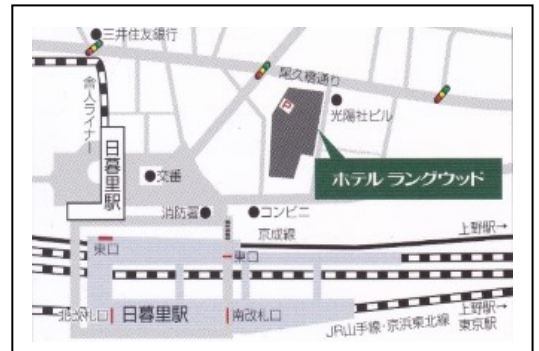 三井住友銀行
尾久橋通り
舎人ライナー
P
光陽社ビル
日暮里駅
交番
ホテル ラングウッド
消防署
コンビニ
京成線
上野駅→
東口
東口
北改札口
日暮里駅
南改札口
上野駅→
東京駅
JR山手線・京浜東北線